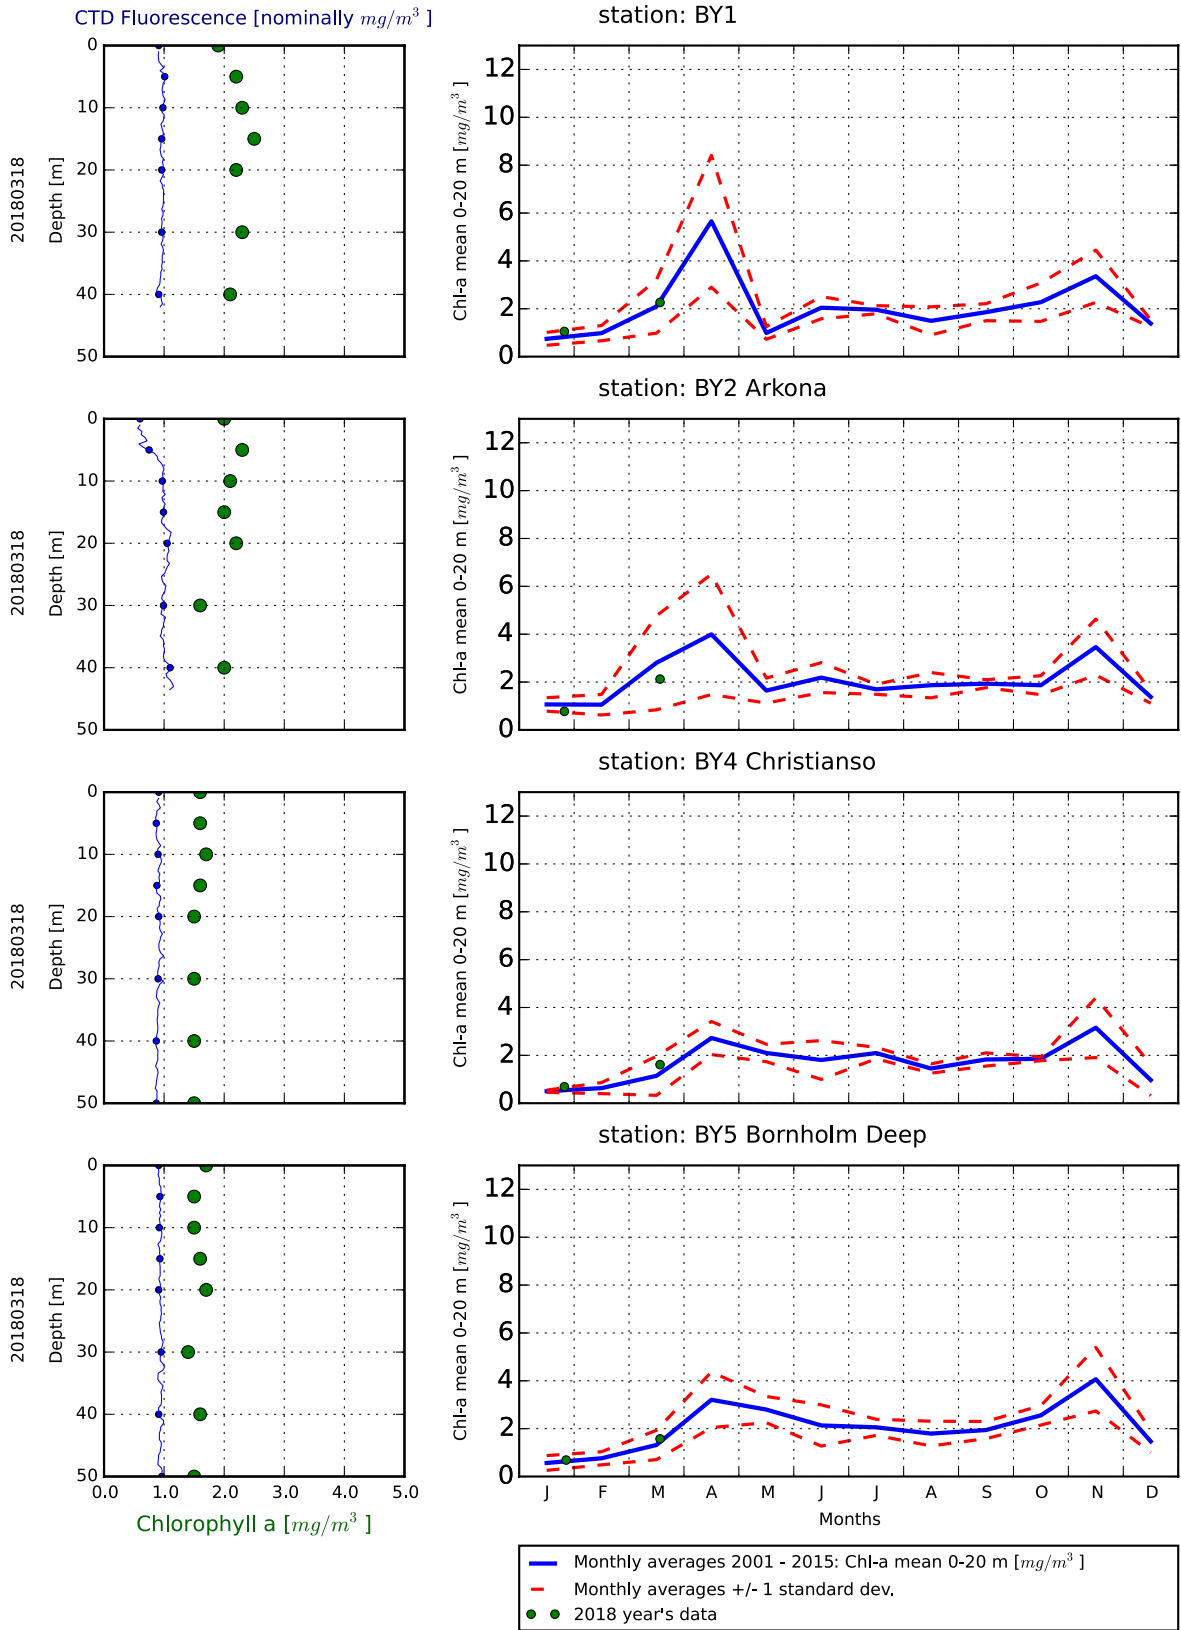 CTD Fluorescence [nominally mg/m³ ]
station: BY1
0
10
20
30
40
50
Depth [m]
20180318
12
10
8
6
4
2
0
Chl-a mean 0-20 m [mg/m³ ]
station: BY2 Arkona
0
10
20
30
40
50
Depth [m]
20180318
12
10
8
6
4
2
0
Chl-a mean 0-20 m [mg/m³ ]
station: BY4 Christianso
0
10
20
30
40
50
Depth [m]
20180318
12
10
8
6
4
2
0
Chl-a mean 0-20 m [mg/m³ ]
station: BY5 Bornholm Deep
0
10
20
30
40
50
Depth [m]
20180318
0.0 1.0 2.0 3.0 4.0 5.0
Chlorophyll a [mg/m³ ]
12
10
8
6
4
2
0
Chl-a mean 0-20 m [mg/m³ ]
J F M A M J J A S O N D
Months
Monthly averages 2001 - 2015: Chl-a mean 0-20 m [mg/m³ ]
Monthly averages +/- 1 standard dev.
2018 year's data